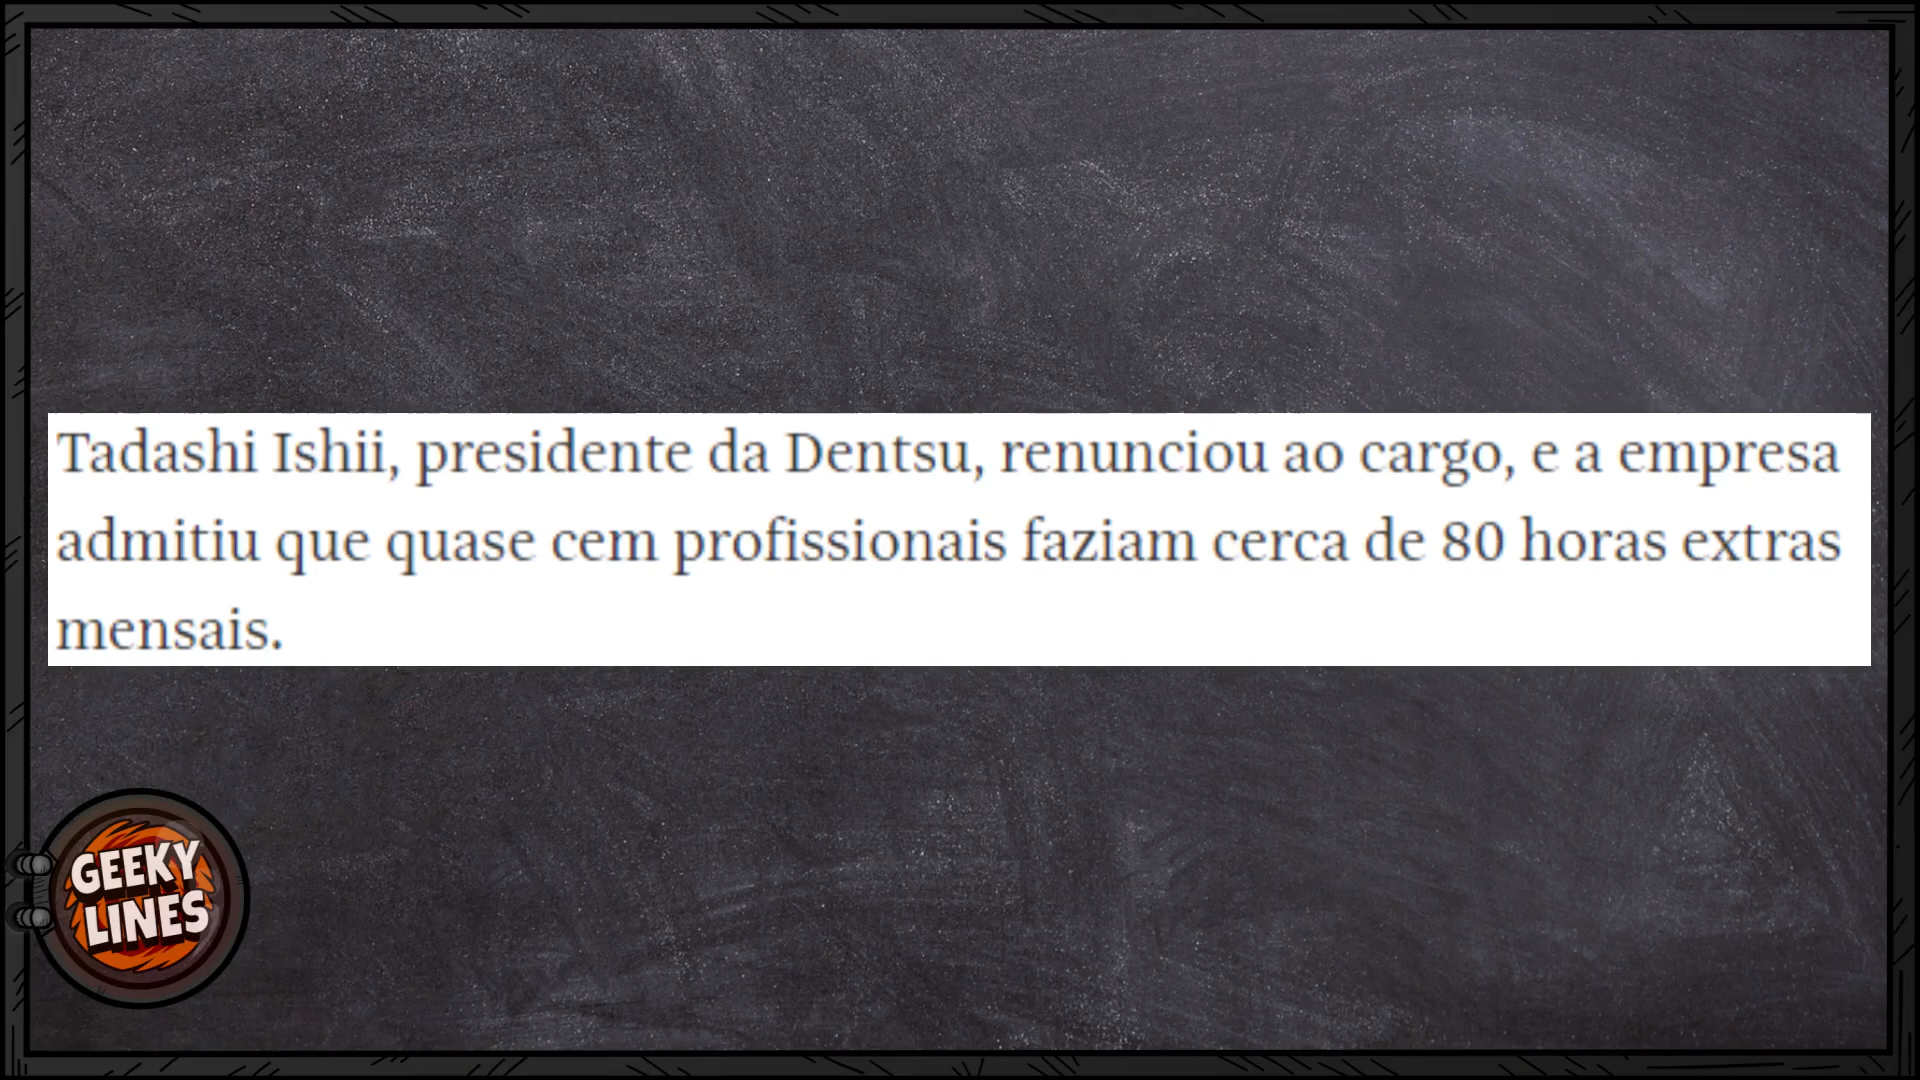 Tadashi Ishii, presidente da Dentsu, renunciou ao cargo, e a empresa
admitiu que quase cem profissionais faziam cerca de 80 horas extras
mensais.
GEEKY
LINES